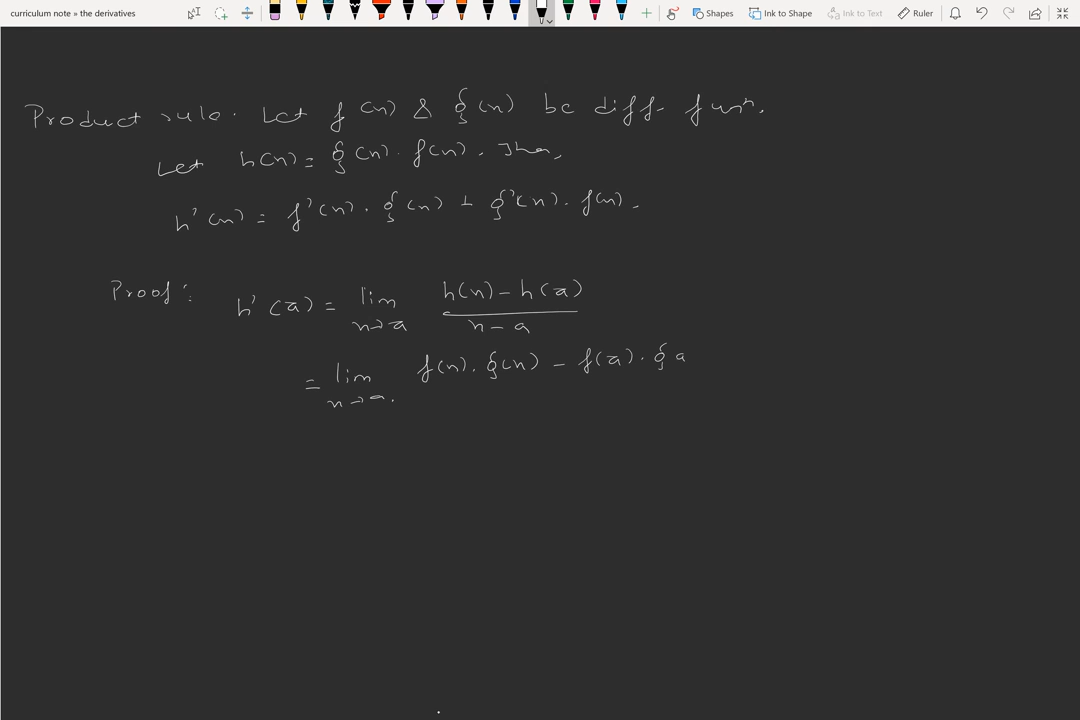 curriculum note » the derivatives
Shapes Ink to Shape Ink to Text Ruler
Product rule. Let f(x) & g(x) be diff fun.
Let h(x) = g(x) · f(x). Then,
h'(x) = f'(x) · g(x) + g'(x) · f(x).
Proof: h'(a) = lim x→a h(x) - h(a) / x - a
= lim x→a. f(x) · g(x) - f(a) · g a